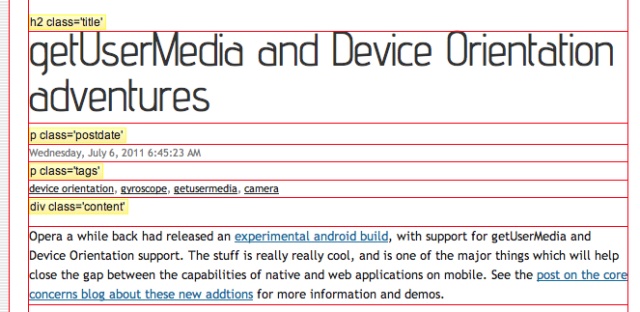 h2 class='title'
getUserMedia and Device Orientation
adventures
p class='postdate'
Wednesday, July 6, 2011 6:45:23 AM
p class='tags'
device orientation, gyroscope, getusermedia, camera
div class='content'
Opera a while back had released an experimental android build, with support for getUserMedia and
Device Orientation support. The stuff is really really cool, and is one of the major things which will help
close the gap between the capabilities of native and web applications on mobile. See the post on the core
concerns blog about these new addtions for more information and demos.